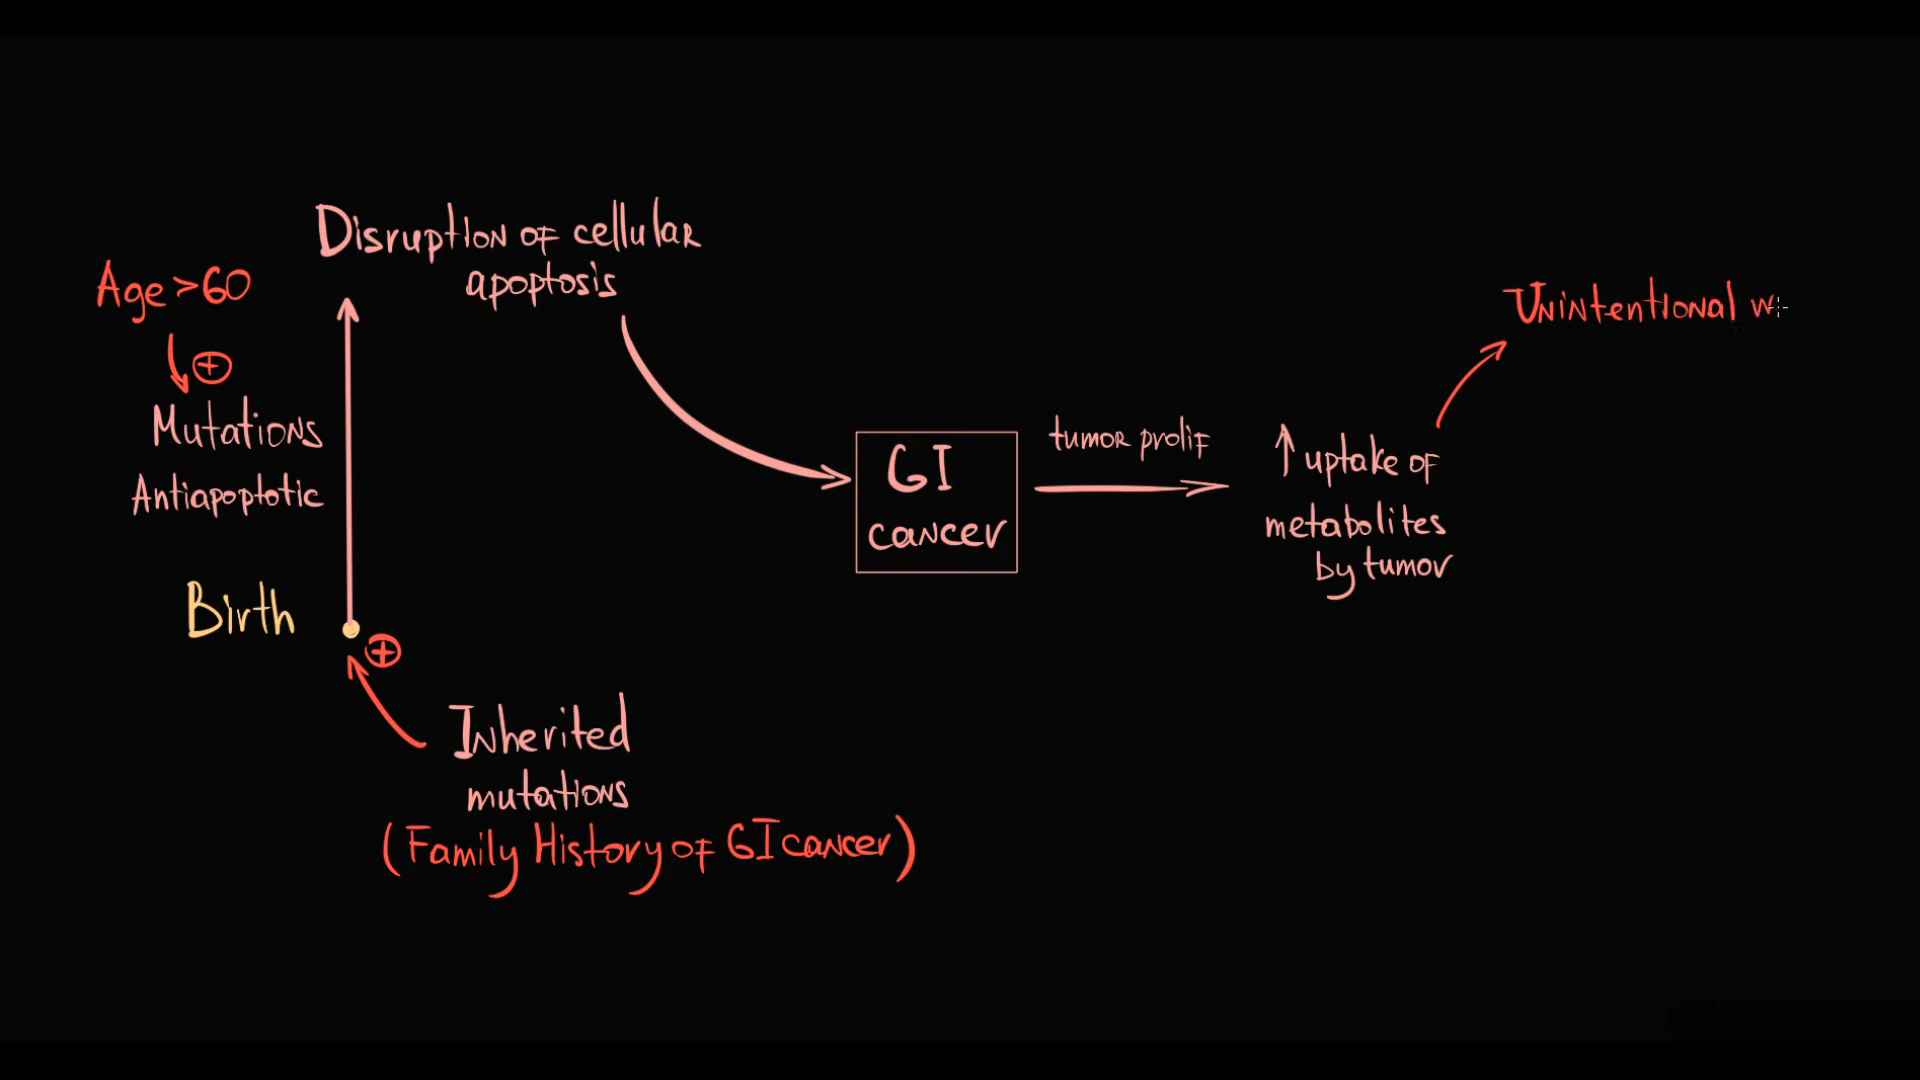 Disruption of cellular
apoptosis
Age >60
⊕
Mutations
Antiapoptotic
Birth
⊕
Inherited
mutations
(Family History of GI cancer)
GI
cancer
tumor prolif
↑ uptake of
metabolites
by tumor
Unintentional w